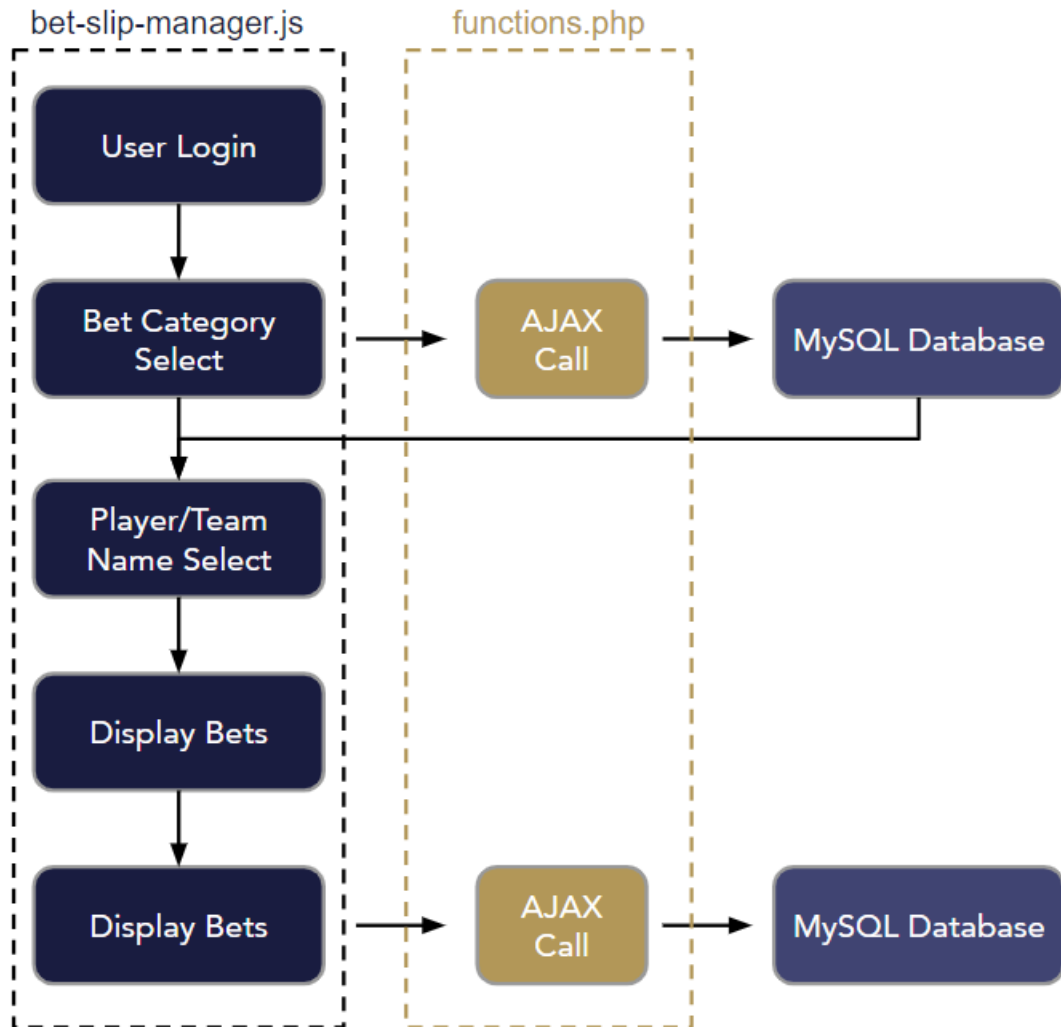 bet-slip-manager.js
functions.php
User Login
Bet Category
Select
AJAX
Call
MySQL Database
Player/Team
Name Select
Display Bets
Display Bets
AJAX
Call
MySQL Database